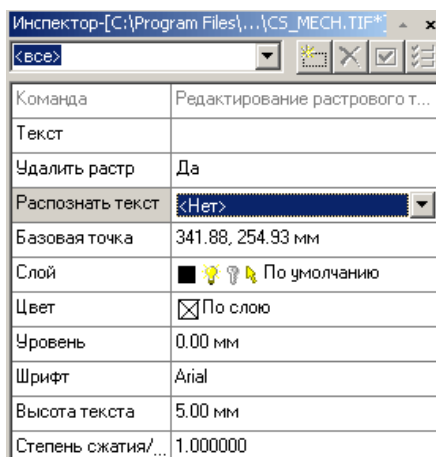 Инспектор-[C:\Program Files\...\CS_MECH.TIF*]
<все>
Команда Редактирование растрового т...
Текст
Удалить растр Да
Распознать текст <Нет>
Базовая точка 341.88, 254.93 мм
Слой По умолчанию
Цвет По слою
Уровень 0.00 мм
Шрифт Arial
Высота текста 5.00 мм
Степень сжатия/... 1.000000